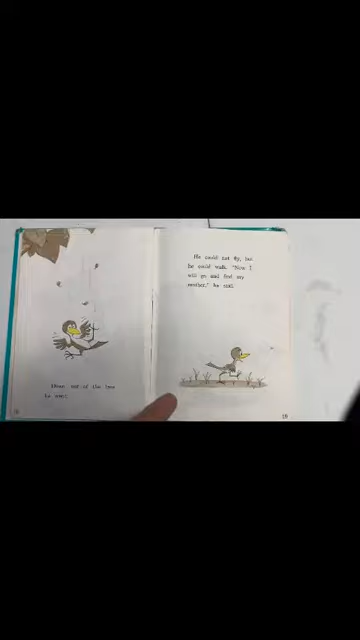 Down out of the tree
he went.
He could not fly, but
he could walk. "Now I
will go and find my
mother," he said.
18
19